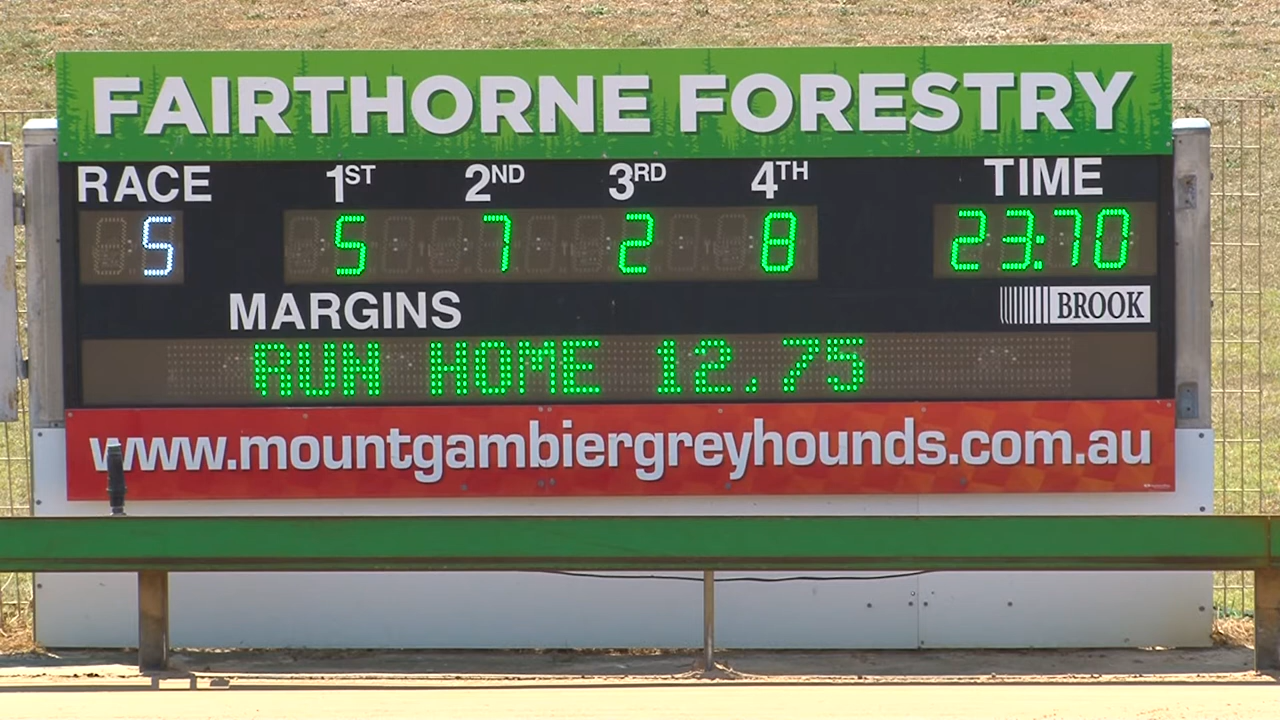 FAIRTHORNE FORESTRY
RACE 1ST 2ND 3RD 4TH TIME
5 5 7 2 8 23:70
MARGINS BROOK
RUN HOME 12.75
www.mountgambiergreyhounds.com.au